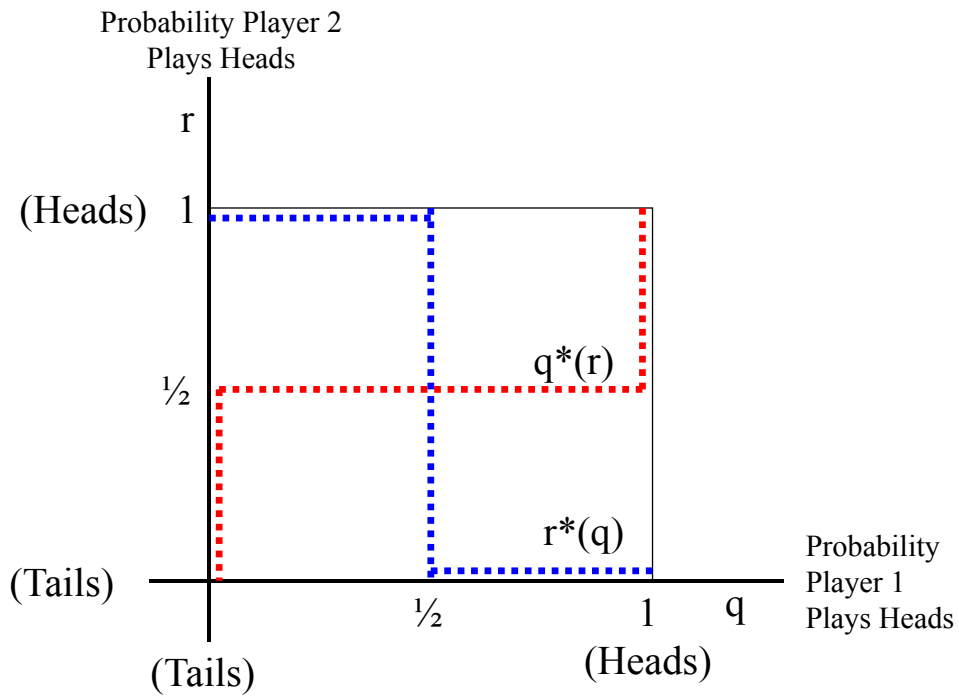 Probability Player 2
Plays Heads
r
(Heads) 1
q*(r)
½
r*(q)
(Tails)
½ 1 q
Probability
Player 1
Plays Heads
(Tails)
(Heads)